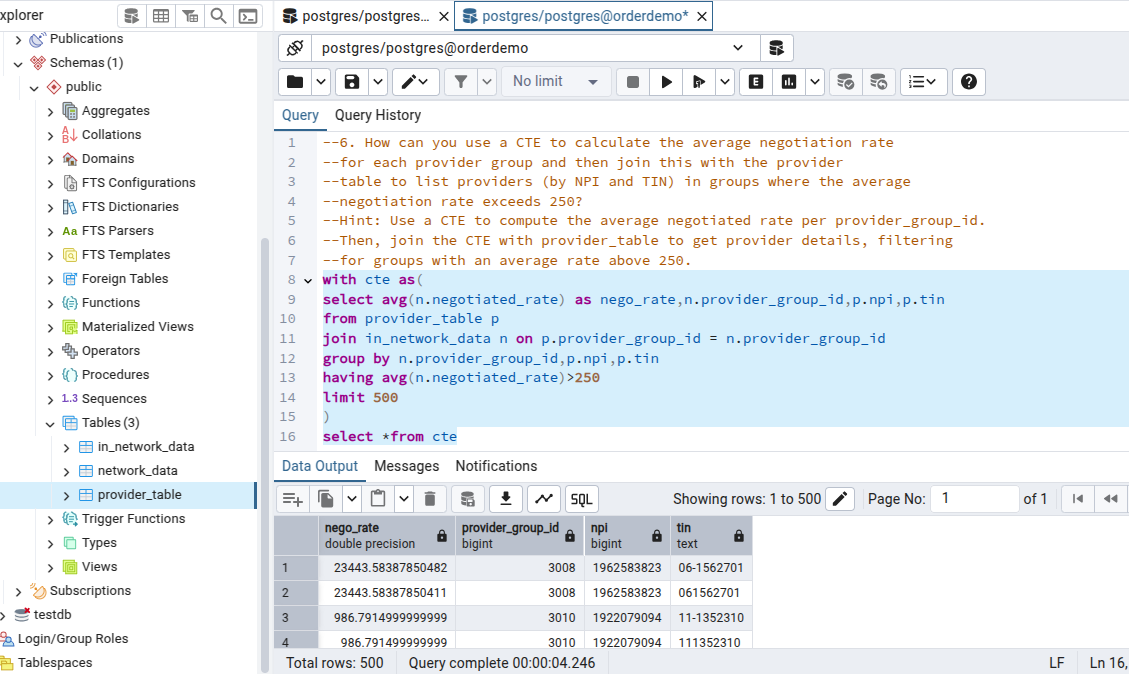 xplorer
postgres/postgres...
postgres/postgres@orderdemo*
Publications
Schemas (1)
public
Aggregates
Collations
Domains
FTS Configurations
FTS Dictionaries
Aa FTS Parsers
FTS Templates
Foreign Tables
Functions
Materialized Views
Operators
Procedures
1..3 Sequences
Tables (3)
in_network_data
network_data
provider_table
Trigger Functions
Types
Views
Subscriptions
testdb
Login/Group Roles
Tablespaces
postgres/postgres@orderdemo
No limit
E
Query Query History
1 --6. How can you use a CTE to calculate the average negotiation rate
2 --for each provider group and then join this with the provider
3 --table to list providers (by NPI and TIN) in groups where the average
4 --negotiation rate exceeds 250?
5 --Hint: Use a CTE to compute the average negotiated rate per provider_group_id.
6 --Then, join the CTE with provider_table to get provider details, filtering
7 --for groups with an average rate above 250.
8 with cte as(
9 select avg(n.negotiated_rate) as nego_rate,n.provider_group_id,p.npi,p.tin
10 from provider_table p
11 join in_network_data n on p.provider_group_id = n.provider_group_id
12 group by n.provider_group_id,p.npi,p.tin
13 having avg(n.negotiated_rate)>250
14 limit 500
15 )
16 select *from cte
Data Output Messages Notifications
SQL Showing rows: 1 to 500 Page No: 1 of 1
nego_rate provider_group_id npi tin
double precision bigint bigint text
1 23443.58387850482 3008 1962583823 06-1562701
2 23443.58387850411 3008 1962583823 061562701
3 986.7914999999999 3010 1922079094 11-1352310
4 986.791499999999 3010 1922079094 111352310
Total rows: 500 Query complete 00:00:04.246 LF Ln 16,